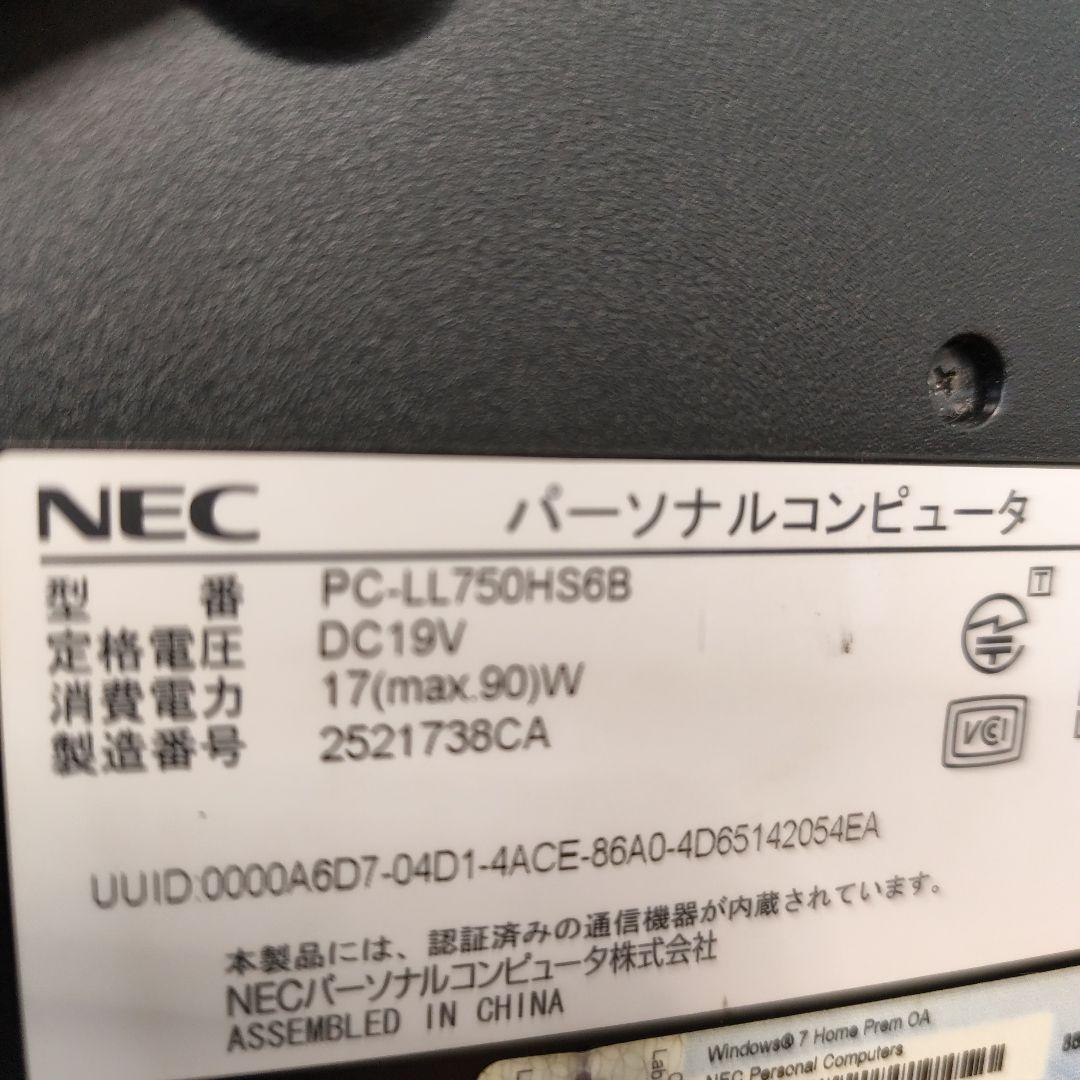 NEC パーソナルコンピュータ
型番 PC-LL750HS6B
定格電圧 DC19V
消費電力 17(max.90)W
製造番号 2521738CA
T
VCI
UUID:0000A6D7-04D1-4ACE-86A0-4D65142054EA
本製品には、認証済みの通信機器が内蔵されています。
NECパーソナルコンピュータ株式会社
ASSEMBLED IN CHINA
Windows® 7 Home Prem OA
NEC Personal Computers